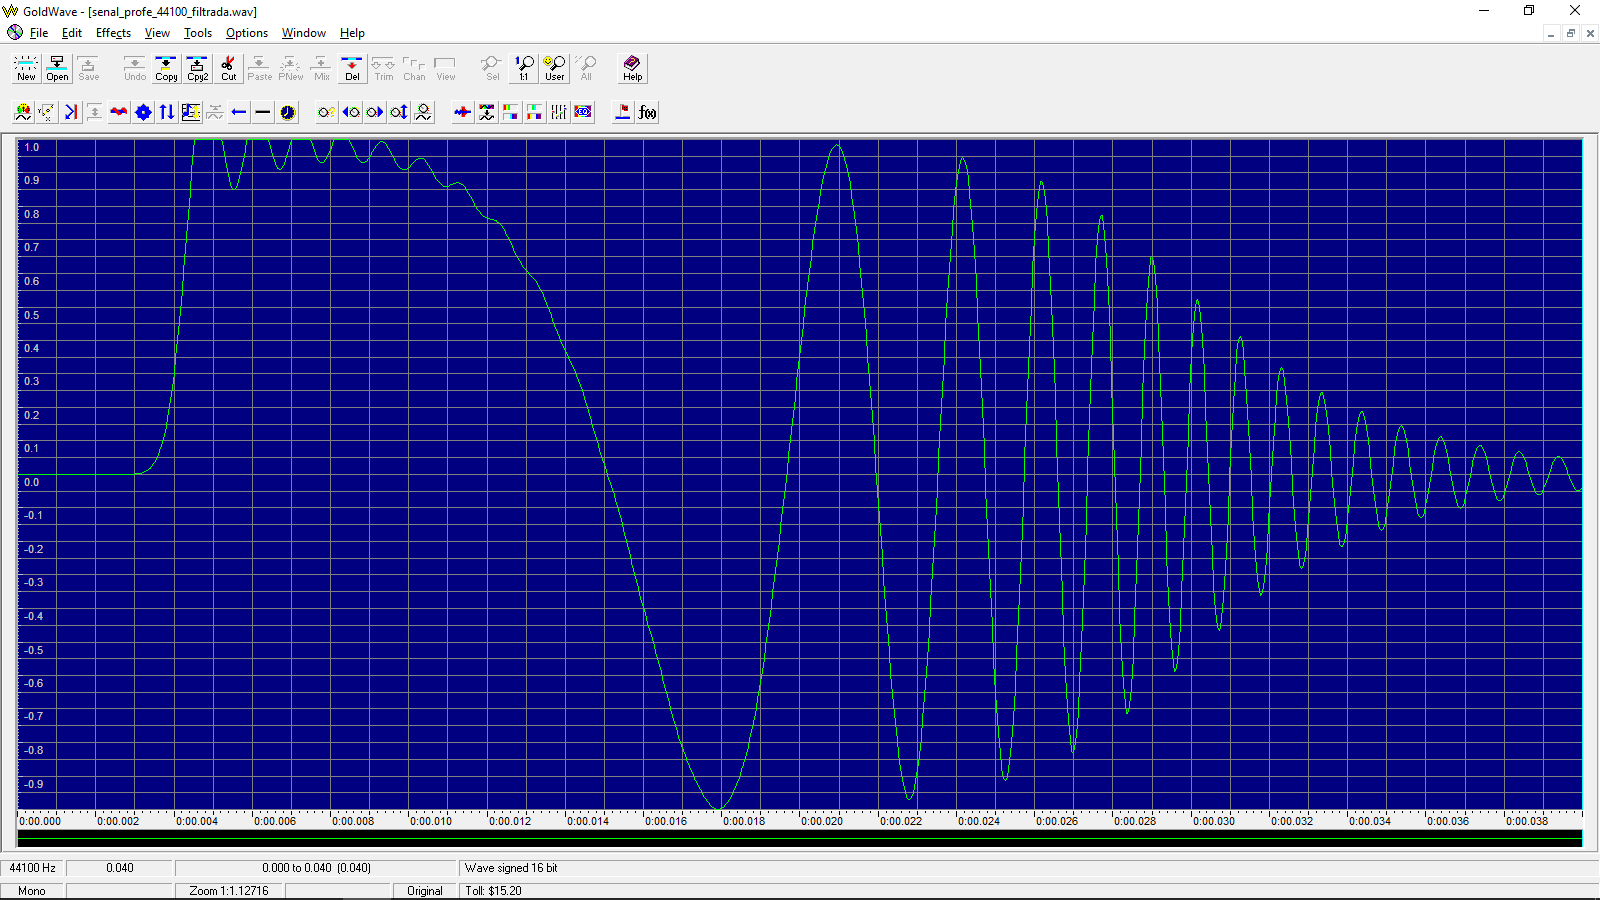 GoldWave - [senal_profe_44100_filtrada.wav]
File Edit Effects View Tools Options Window Help
New Open Save Undo Copy Cpy2 Cut Paste PNew Mix Del Trim Chan View Sel 1:1 User All Help
f(x)
1.0
0.9
0.8
0.7
0.6
0.5
0.4
0.3
0.2
0.1
0.0
-0.1
-0.2
-0.3
-0.4
-0.5
-0.6
-0.7
-0.8
-0.9
0:00.000 0:00.002 0:00.004 0:00.006 0:00.008 0:00.010 0:00.012 0:00.014 0:00.016 0:00.018 0:00.020 0:00.022 0:00.024 0:00.026 0:00.028 0:00.030 0:00.032 0:00.034 0:00.036 0:00.038
44100 Hz 0.040 0.000 to 0.040 (0.040) Wave signed 16 bit
Mono Zoom 1:1.12716 Original Toll: $15.20